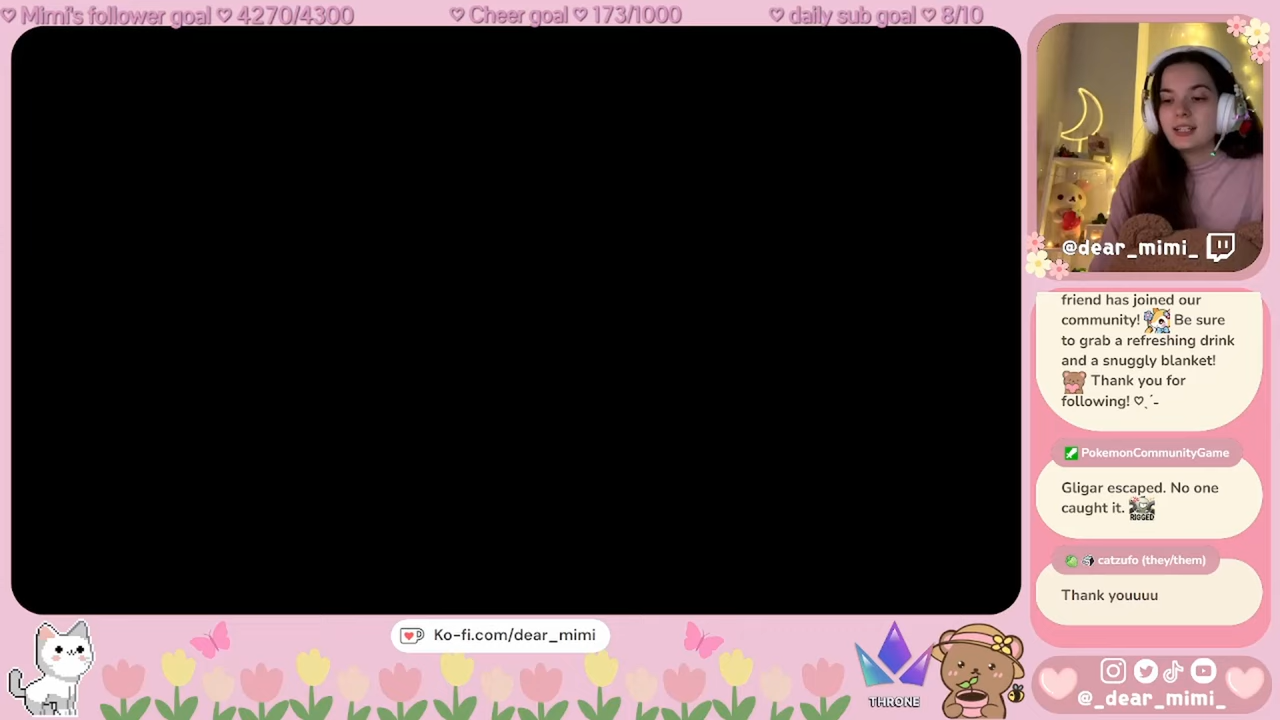 ♡ Mimi's follower goal ♡ 4270/4300 ♡ Cheer goal ♡ 173/1000 ♡ daily sub goal ♡ 8/10
@dear_mimi_
friend has joined our
community! Be sure
to grab a refreshing drink
and a snuggly blanket!
Thank you for
following! ♡ˎˊ-
PokemonCommunityGame
Gligar escaped. No one
caught it. RIGGED
catzufo (they/them)
Thank youuuu
Ko-fi.com/dear_mimi
THRONE
@_dear_mimi_